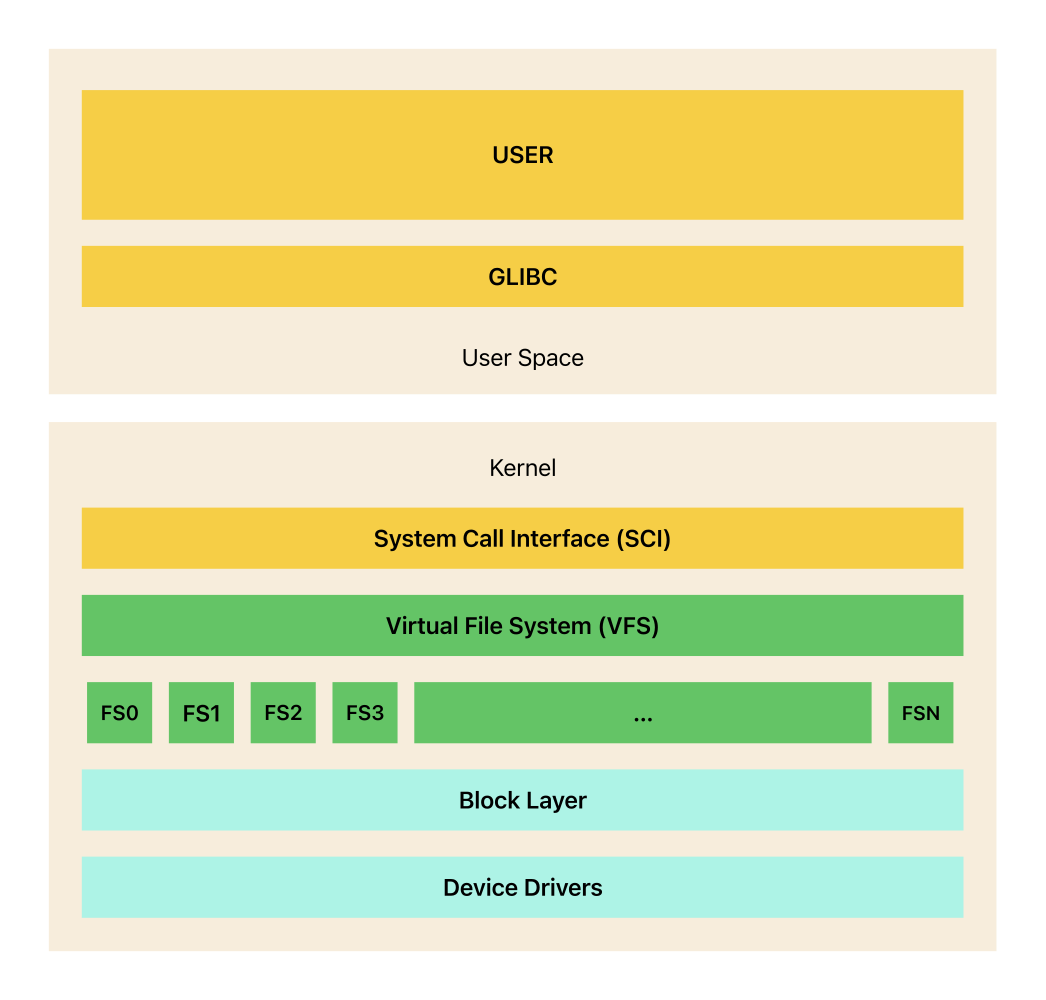 USER
GLIBC
User Space
Kernel
System Call Interface (SCI)
Virtual File System (VFS)
FS0 FS1 FS2 FS3 ... FSN
Block Layer
Device Drivers